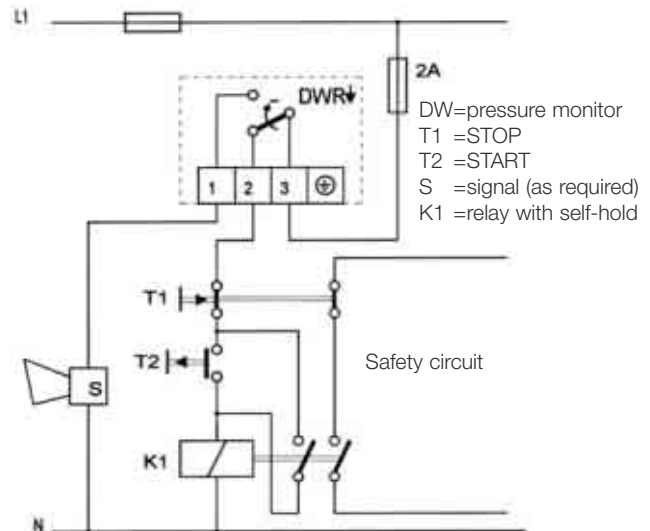 L1
2A
DWR↓
DW=pressure monitor
T1 =STOP
T2 =START
S =signal (as required)
K1 =relay with self-hold
1 2 3
T1
T2
Safety circuit
S
K1
N